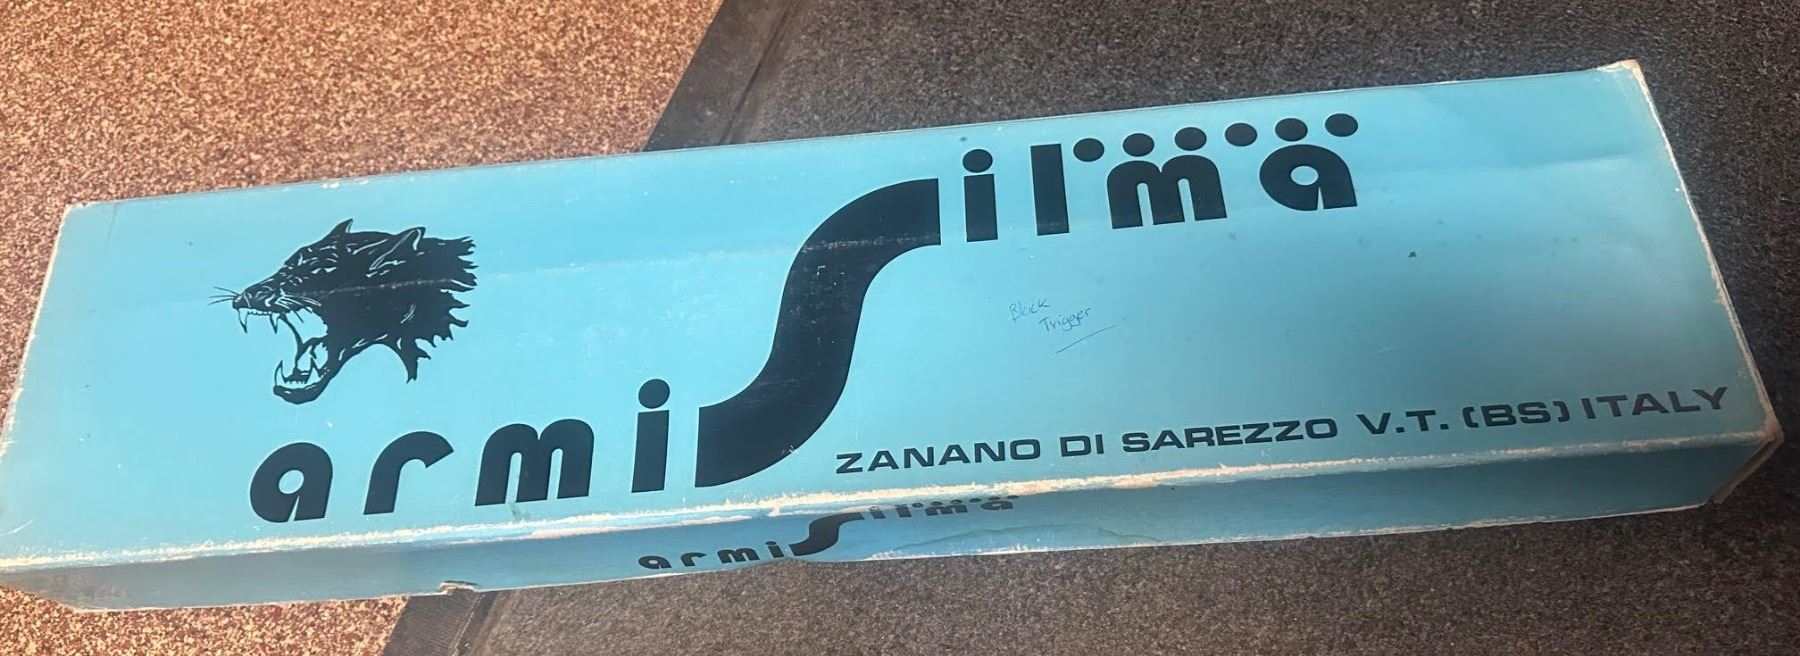 armi Silma
Black
Trigger
ZANANO DI SAREZZO V.T. (BS) ITALY
armi Silma